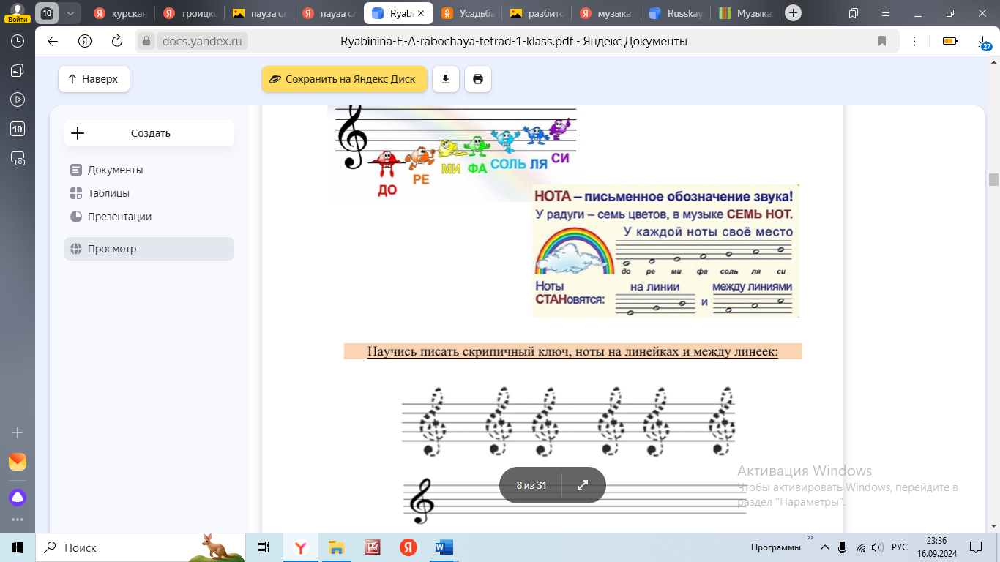 10
курская
троицко
пауза сл
пауза сл
Ryabi
Усадьба
разбито
музыка
Russkay
Музыка.
Войти
docs.yandex.ru
Ryabinina-E-A-rabochaya-tetrad-1-klass.pdf - Яндекс Документы
27
Наверх
Сохранить на Яндекс Диск
10
Создать
Документы
Таблицы
Презентации
Просмотр
ДО РЕ МИ ФА СОЛЬ ЛЯ СИ
НОТА – письменное обозначение звука!
У радуги – семь цветов, в музыке СЕМЬ НОТ.
У каждой ноты своё место
до ре ми фа соль ля си
Ноты на линии между линиями
СТАНовятся: и
Научись писать скрипичный ключ, ноты на линейках и между линеек:
8 из 31
Активация Windows
Чтобы активировать Windows, перейдите в
раздел "Параметры".
Поиск
Программы
РУС
23:36
16.09.2024